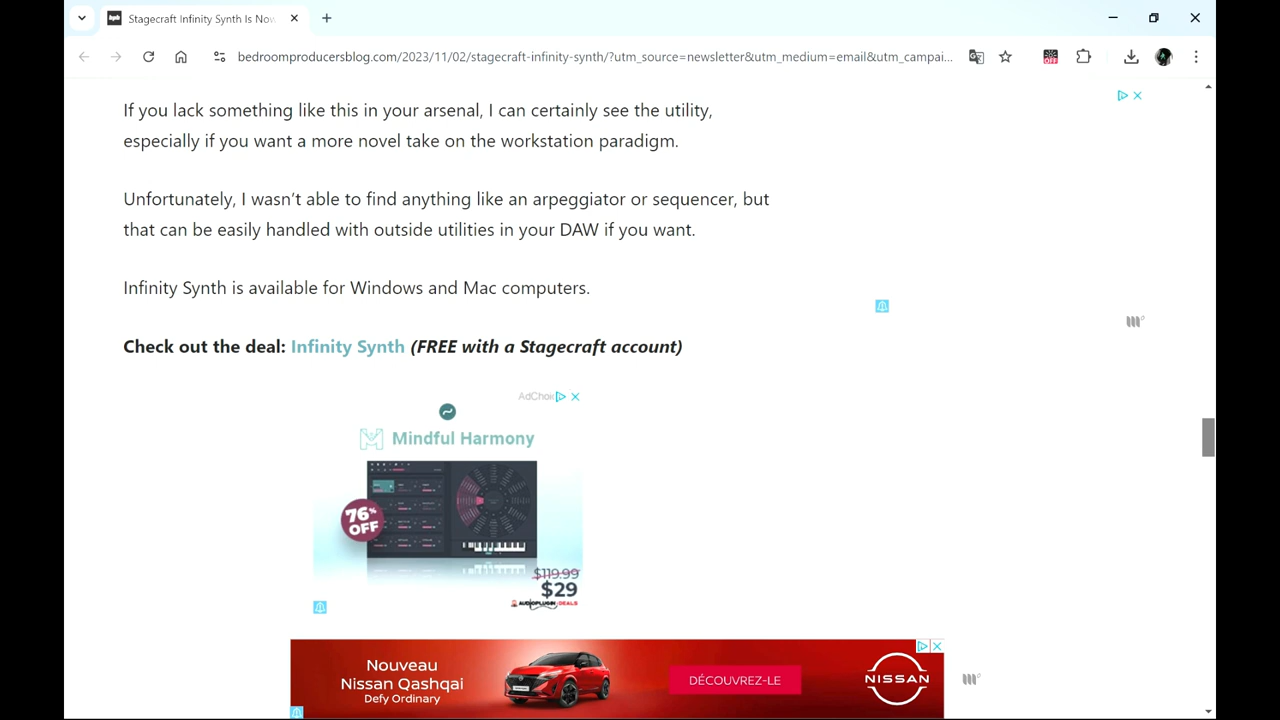 Stagecraft Infinity Synth Is Now
bedroomproducersblog.com/2023/11/02/stagecraft-infinity-synth/?utm_source=newsletter&utm_medium=email&utm_campai...
OFF
If you lack something like this in your arsenal, I can certainly see the utility,
especially if you want a more novel take on the workstation paradigm.
Unfortunately, I wasn’t able to find anything like an arpeggiator or sequencer, but
that can be easily handled with outside utilities in your DAW if you want.
Infinity Synth is available for Windows and Mac computers.
Check out the deal: Infinity Synth (FREE with a Stagecraft account)
AdChoi
Mindful Harmony
76%
OFF
$119.99
$29
AUDIOPLUGIN.DEALS
Nouveau
Nissan Qashqai
Defy Ordinary
DÉCOUVREZ-LE
NISSAN